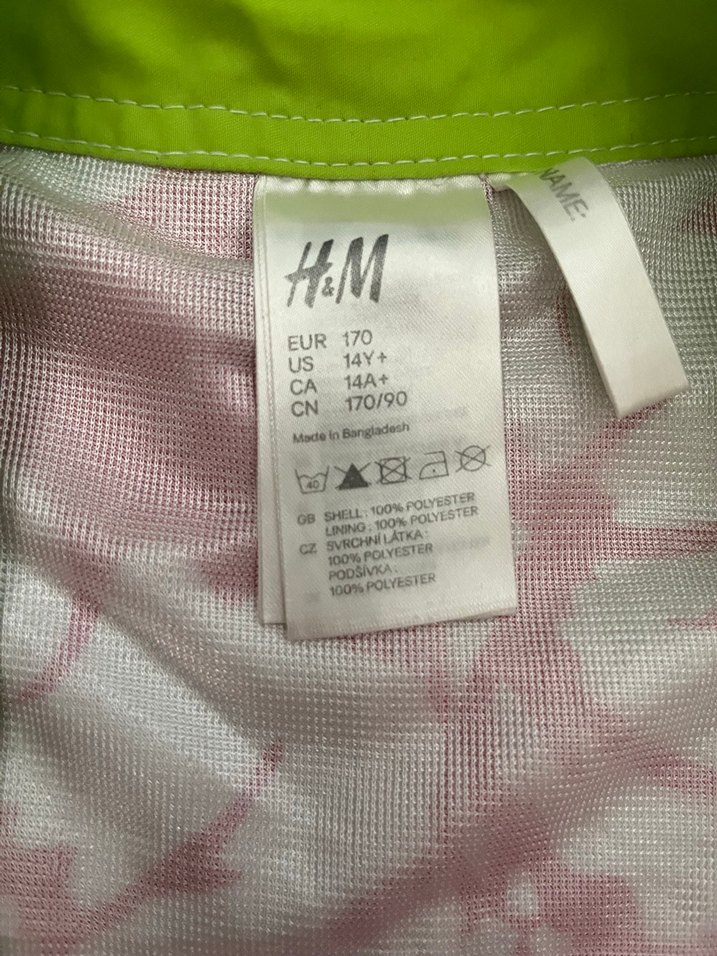 H&M
EUR 170
US 14Y+
CA 14A+
CN 170/90
Made in Bangladesh
40
GB SHELL : 100% POLYESTER
LINING : 100% POLYESTER
CZ SVRCHNÍ LÁTKA :
100% POLYESTER
PODŠÍVKA :
100% POLYESTER
NAME: